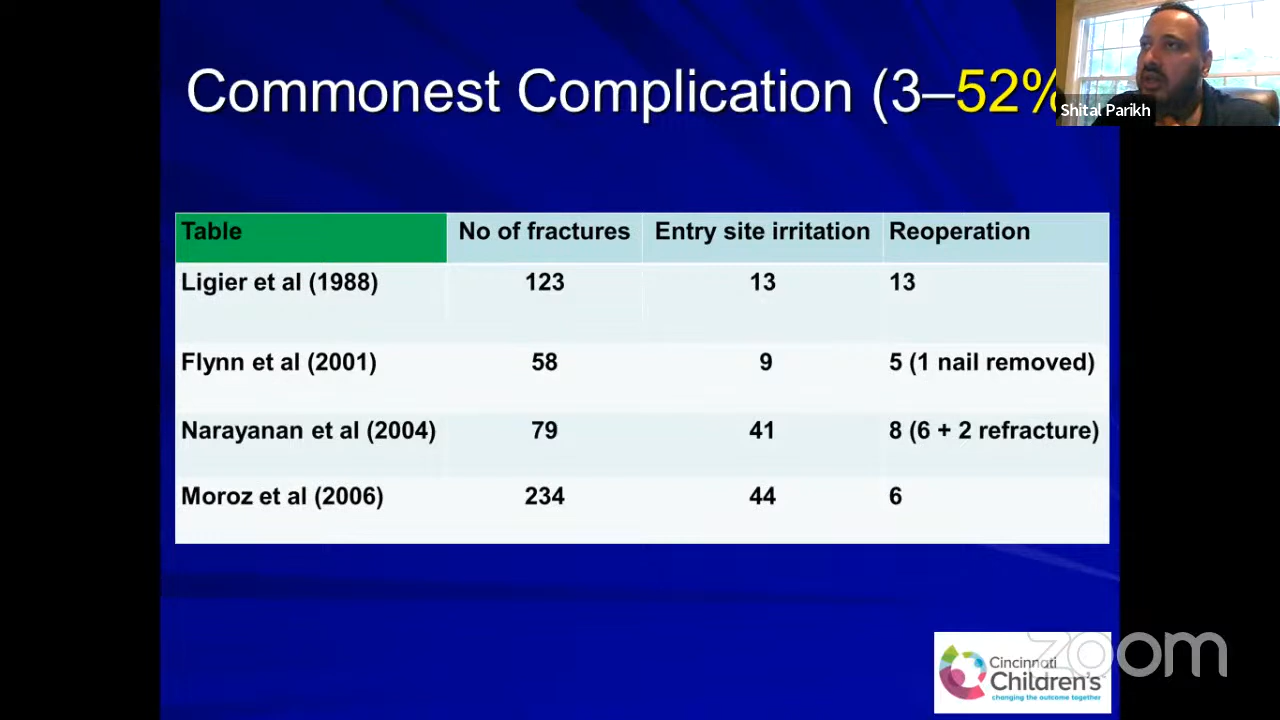 Commonest Complication (3–52%
Shital Parikh
Table No of fractures Entry site irritation Reoperation
Ligier et al (1988) 123 13 13
Flynn et al (2001) 58 9 5 (1 nail removed)
Narayanan et al (2004) 79 41 8 (6 + 2 refracture)
Moroz et al (2006) 234 44 6
zoom
Cincinnati
Children's
changing the outcome together